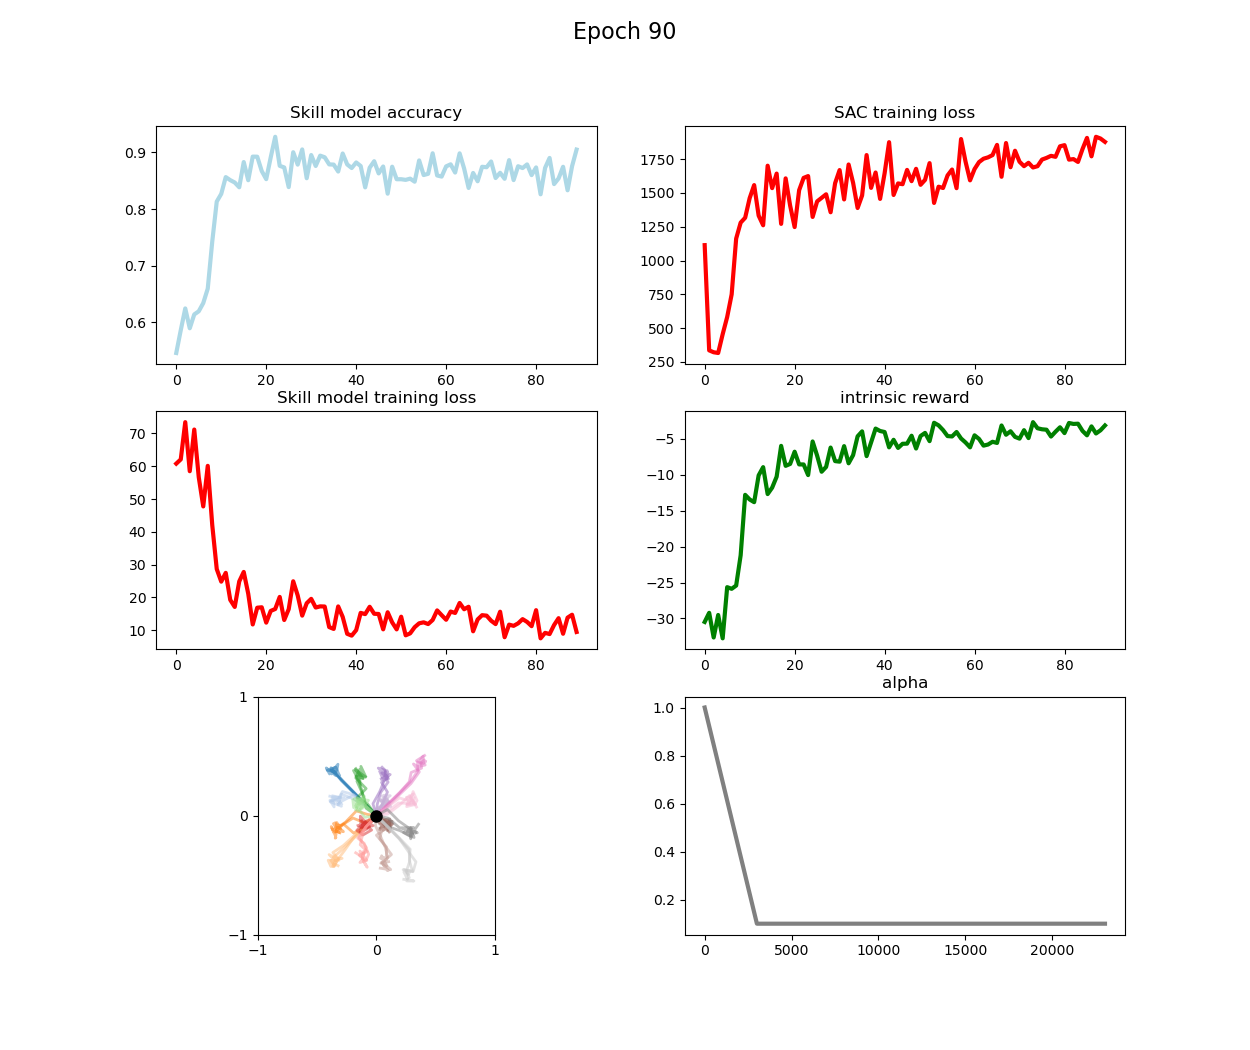 Epoch 90
Skill model accuracy
0.9
0.8
0.7
0.6
0 20 40 60 80
SAC training loss
1750
1500
1250
1000
750
500
250
0 20 40 60 80
Skill model training loss
70
60
50
40
30
20
10
0 20 40 60 80
intrinsic reward
−5
−10
−15
−20
−25
−30
0 20 40 60 80
1
0
−1
−1 0 1
alpha
1.0
0.8
0.6
0.4
0.2
0 5000 10000 15000 20000